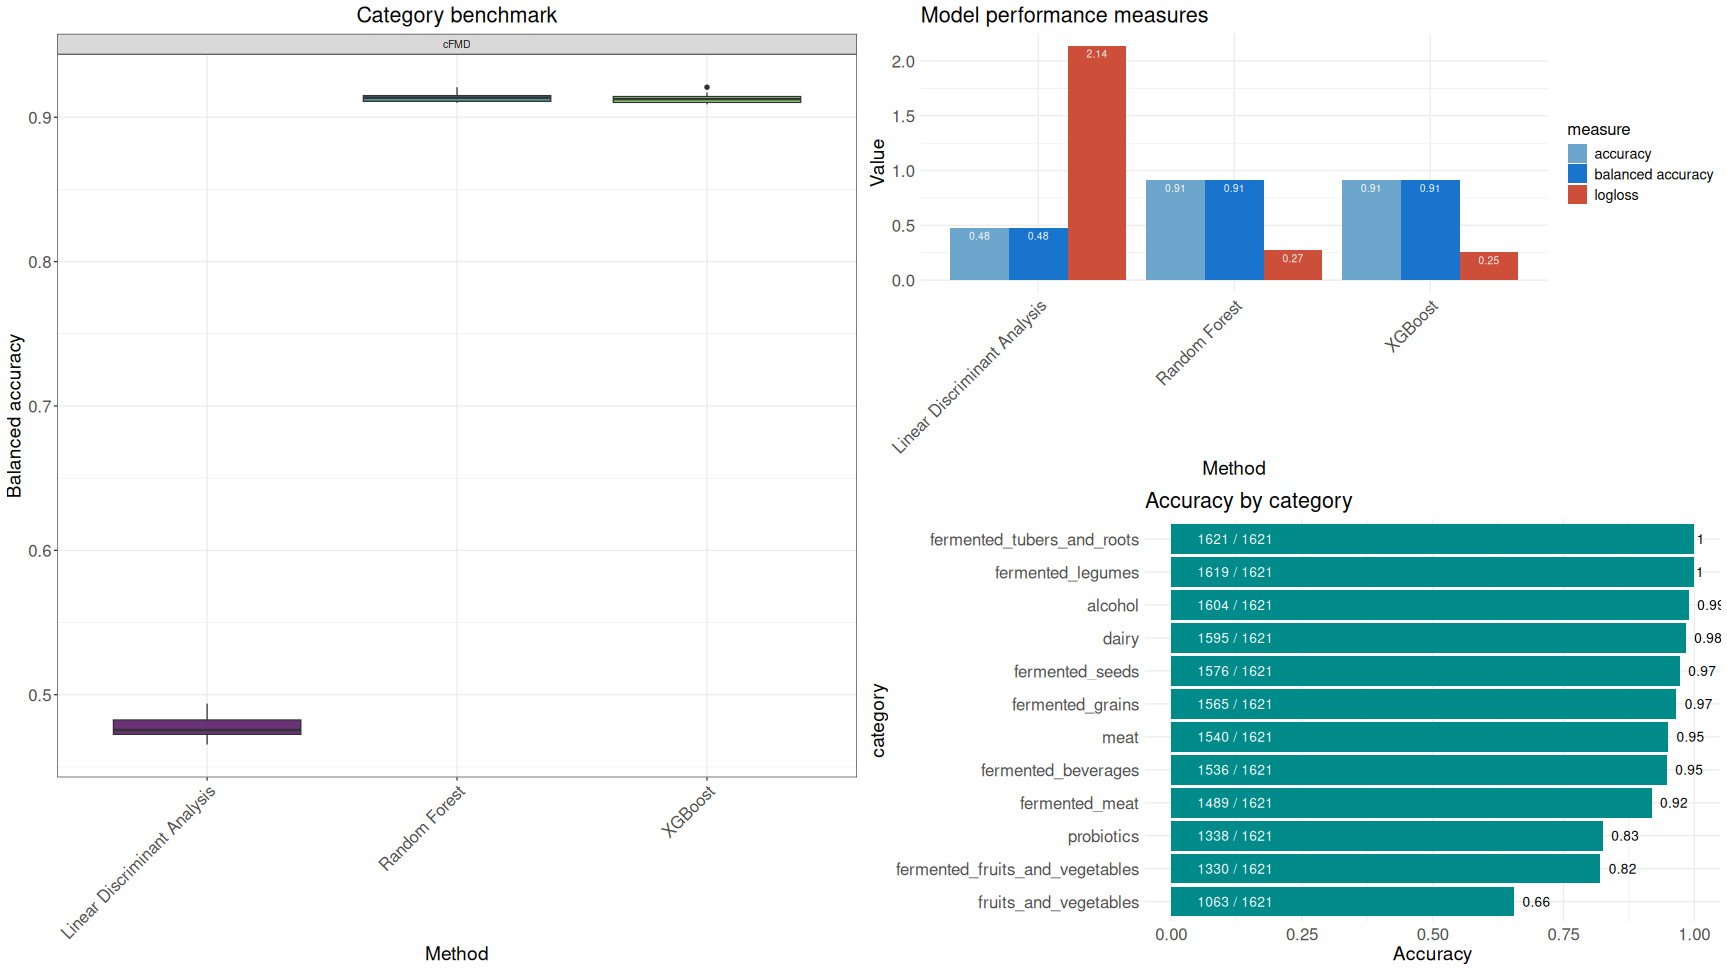 Category benchmark
cFMD
Balanced accuracy
0.9
0.8
0.7
0.6
0.5
Linear Discriminant Analysis
Random Forest
XGBoost
Method
Model performance measures
Value
2.0
1.5
1.0
0.5
0.0
0.48
0.48
2.14
0.91
0.91
0.27
0.91
0.91
0.25
Linear Discriminant Analysis
Random Forest
XGBoost
Method
measure
accuracy
balanced accuracy
logloss
Accuracy by category
category
fermented_tubers_and_roots 1621 / 1621 1
fermented_legumes 1619 / 1621 1
alcohol 1604 / 1621 0.99
dairy 1595 / 1621 0.98
fermented_seeds 1576 / 1621 0.97
fermented_grains 1565 / 1621 0.97
meat 1540 / 1621 0.95
fermented_beverages 1536 / 1621 0.95
fermented_meat 1489 / 1621 0.92
probiotics 1338 / 1621 0.83
fermented_fruits_and_vegetables 1330 / 1621 0.82
fruits_and_vegetables 1063 / 1621 0.66
0.00 0.25 0.50 0.75 1.00
Accuracy